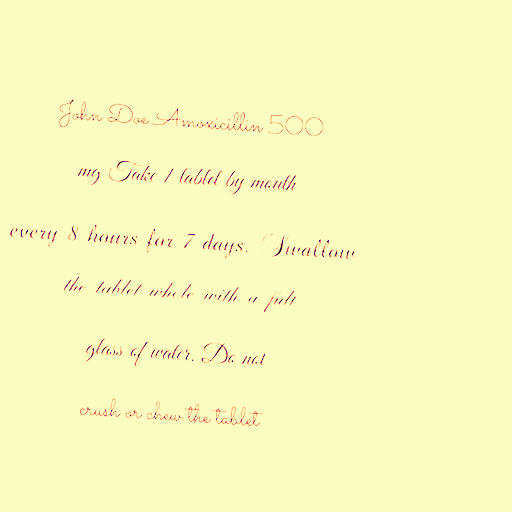 John Doe Amoxicillin 500
mg Take 1 tablet by mouth
every 8 hours for 7 days. Swallow
the tablet whole with a full
glass of water. Do not
crush or chew the tablet